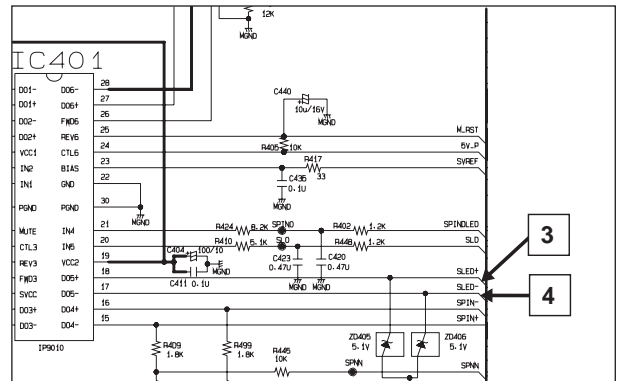 12K
MGND
IC401
DO1- DO6- 28
DO1+ DO6+ 27
DO2- FWD6 26
DO2+ REV6 25
VCC1 CTL6 24
IN2 BIAS 23
IN1 GND 22
PGND PGND 30
MUTE IN4 21
CTL3 IN5 20
REV3 VCC2 19
FWD3 DO5+ 18
SVCC DO5- 17
DO3+ DO4+ 16
DO3- DO4- 15
IP9010
C440
10u/16V
MGND
R405 10K
M_RST
5V_P
R417
33
SVREF
C436
0.1U
MGND
R424 8.2K SPINO R402 1.2K SPINDLED
R410 5.1K SLO R448 1.2K SLO
C404 100/10
MGND
C411 0.1U
C423
0.47U
C420
0.47U
MGND MGND
SLED+
SLED-
SPIN-
SPIN+
3
4
R409
1.8K
R499
1.8K
R445
10K
SPNN
SPNN
ZD405
5.1V
ZD406
5.1V